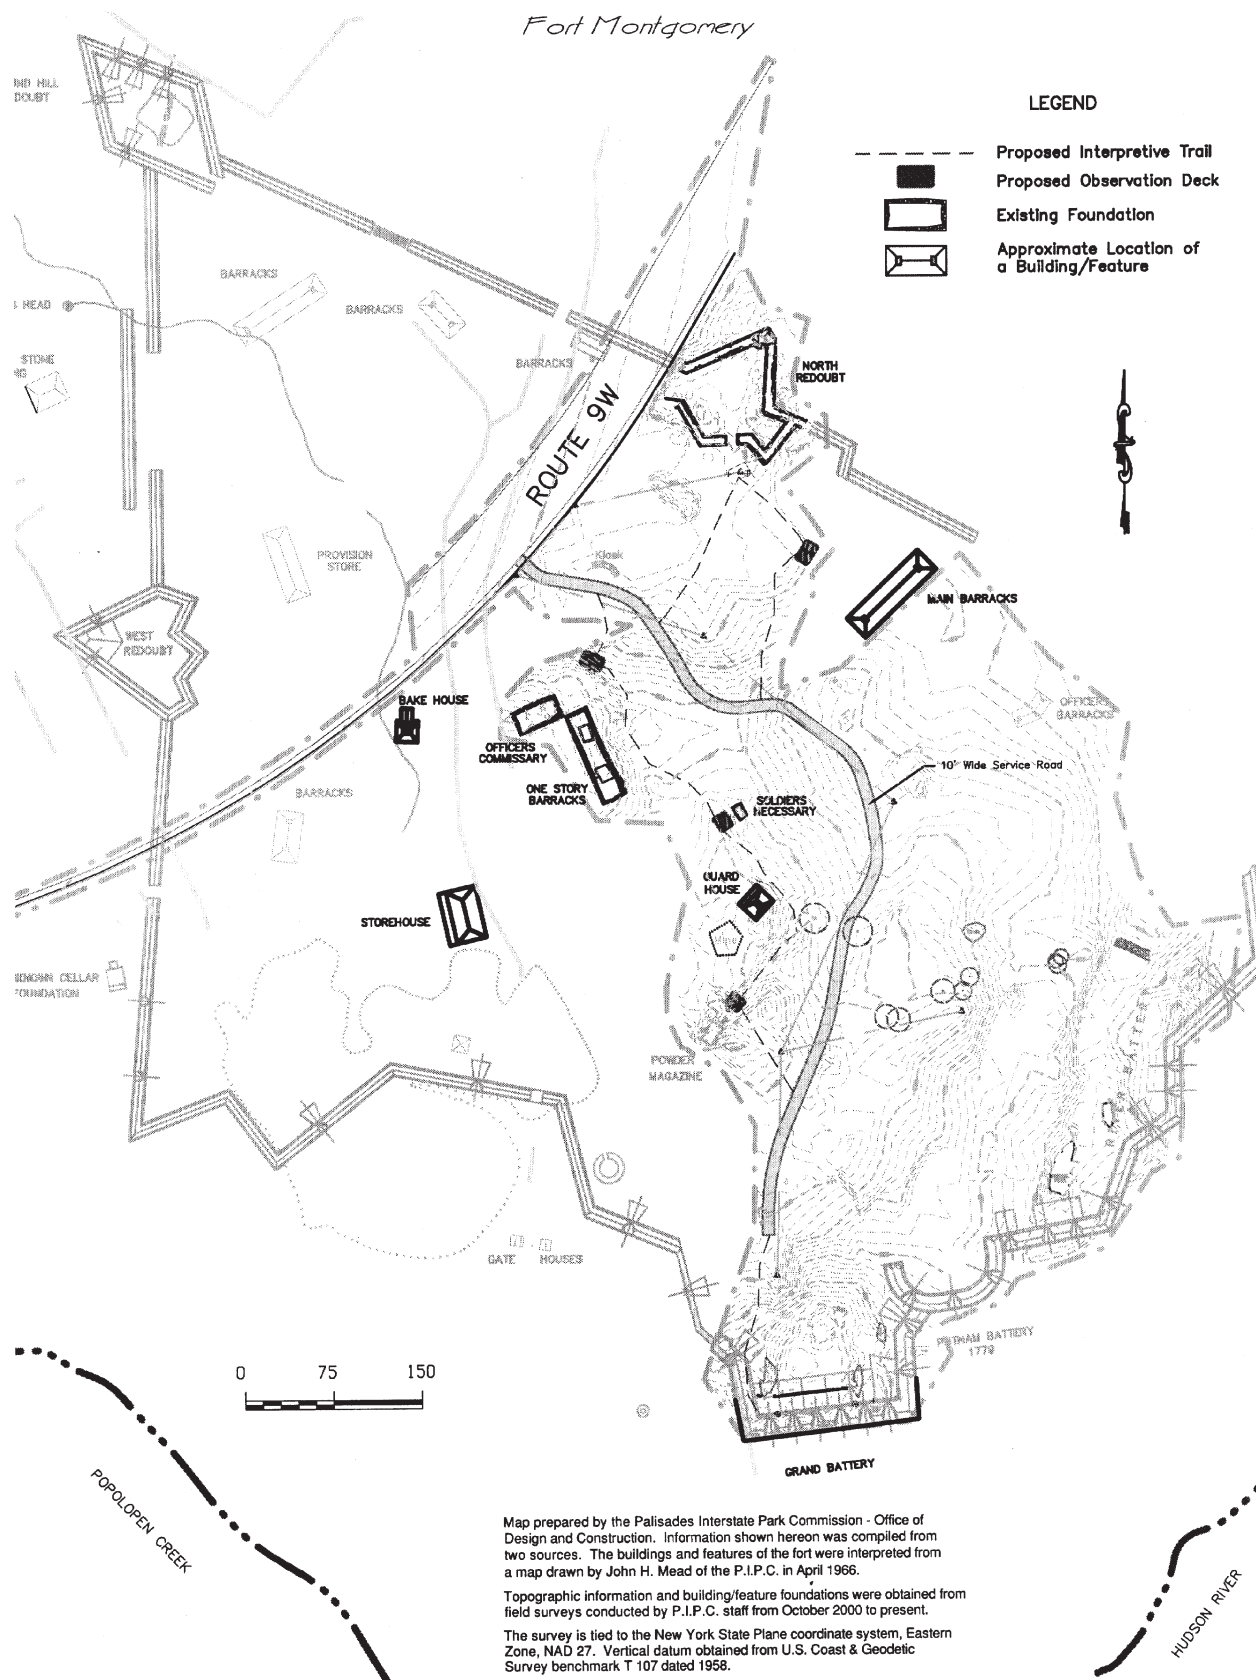 Fort Montgomery
LEGEND
Proposed Interpretive Trail
Proposed Observation Deck
Existing Foundation
Approximate Location of
a Building/Feature
IND HILL
DOUBT
BARRACKS
HEAD
BARRACKS
STONE
BARRACKS
NORTH
REDOUBT
ROUTE 9W
PROVISION
STORE
Kiosk
MAIN BARRACKS
WEST
REDOUBT
BAKE HOUSE
OFFICERS
BARRACKS
OFFICERS
COMMISSARY
10' Wide Service Road
ONE STORY
BARRACKS
BARRACKS
SOLDIERS
NECESSARY
GUARD
HOUSE
STOREHOUSE
CELLAR
FOUNDATION
POWDER
MAGAZINE
GATE HOUSES
BATTERY
1779
0 75 150
GRAND BATTERY
POPOLOPEN CREEK
HUDSON RIVER
Map prepared by the Palisades Interstate Park Commission - Office of
Design and Construction. Information shown hereon was compiled from
two sources. The buildings and features of the fort were interpreted from
a map drawn by John H. Mead of the P.I.P.C. in April 1966.
Topographic information and building/feature foundations were obtained from
field surveys conducted by P.I.P.C. staff from October 2000 to present.
The survey is tied to the New York State Plane coordinate system, Eastern
Zone, NAD 27. Vertical datum obtained from U.S. Coast & Geodetic
Survey benchmark T 107 dated 1958.